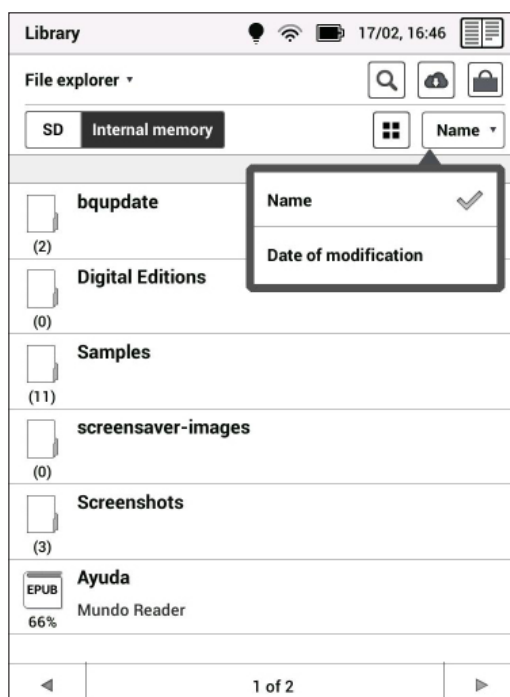 Library 17/02, 16:46
File explorer
SD Internal memory Name
Name
Date of modification
bqupdate
(2)
Digital Editions
(0)
Samples
(11)
screensaver-images
(0)
Screenshots
(3)
Ayuda
EPUB
Mundo Reader
66%
1 of 2